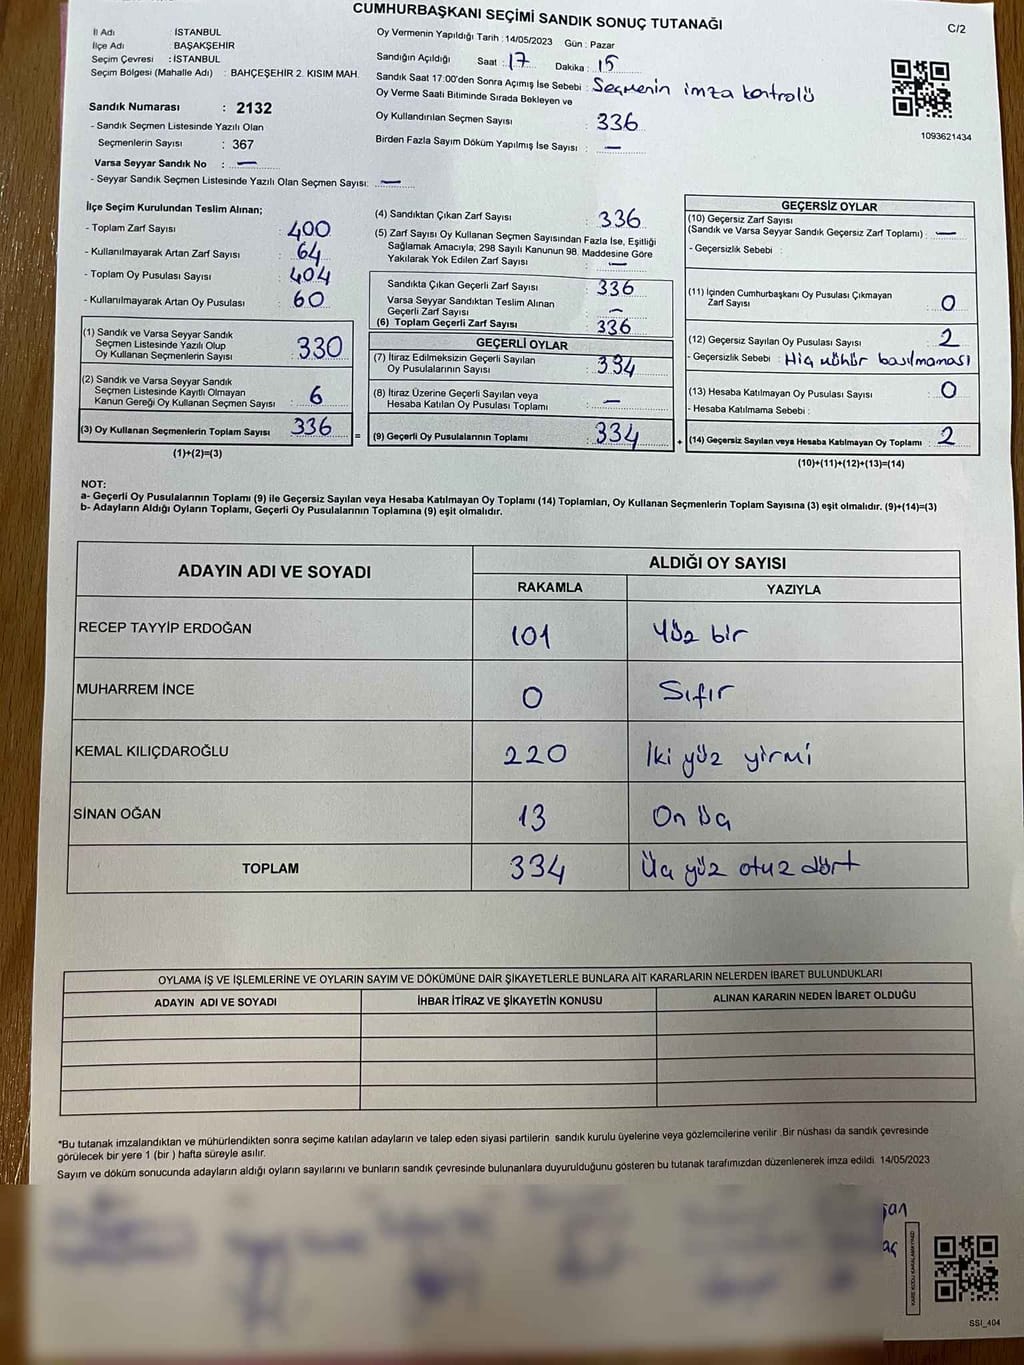 CUMHURBAŞKANI SEÇİMİ SANDIK SONUÇ TUTANAĞI
C/2
İl Adı İSTANBUL
İlçe Adı BAŞAKŞEHİR
Seçim Çevresi : İSTANBUL
Seçim Bölgesi (Mahalle Adı) : BAHÇEŞEHİR 2. KISIM MAH.
Sandık Numarası : 2132
- Sandık Seçmen Listesinde Yazılı Olan
Seçmenlerin Sayısı : 367
Varsa Seyyar Sandık No : —
- Seyyar Sandık Seçmen Listesinde Yazılı Olan Seçmen Sayısı: —
Oy Vermenin Yapıldığı Tarih : 14/05/2023 Gün : Pazar
Sandığın Açıldığı Saat : 17 Dakika : 15
Sandık Saat 17:00'den Sonra Açımış İse Sebebi : Seçmenin imza kontrolü
Oy Verme Saati Bitiminde Sırada Bekleyen ve
Oy Kullandırılan Seçmen Sayısı : 336
Birden Fazla Sayım Döküm Yapılmış İse Sayısı : —
1093621434
İlçe Seçim Kurulundan Teslim Alınan;
- Toplam Zarf Sayısı : 400
- Kullanılmayarak Artan Zarf Sayısı : 64
- Toplam Oy Pusulası Sayısı : 404
- Kullanılmayarak Artan Oy Pusulası : 60
(1) Sandık ve Varsa Seyyar Sandık
Seçmen Listesinde Yazılı Olup
Oy Kullanan Seçmenlerin Sayısı : 330
(2) Sandık ve Varsa Seyyar Sandık
Seçmen Listesinde Kayıtlı Olmayan
Kanun Gereği Oy Kullanan Seçmen Sayısı : 6
(3) Oy Kullanan Seçmenlerin Toplam Sayısı : 336
(1)+(2)=(3)
=
(4) Sandıktan Çıkan Zarf Sayısı : 336
(5) Zarf Sayısı Oy Kullanan Seçmen Sayısından Fazla İse, Eşitliği
Sağlamak Amacıyla; 298 Sayılı Kanunun 98. Maddesine Göre
Yakılarak Yok Edilen Zarf Sayısı : —
Sandıkta Çıkan Geçerli Zarf Sayısı : 336
Varsa Seyyar Sandıktan Teslim Alınan
Geçerli Zarf Sayısı : —
(6) Toplam Geçerli Zarf Sayısı : 336
GEÇERLİ OYLAR
(7) İtiraz Edilmeksizin Geçerli Sayılan
Oy Pusulalarının Sayısı : 334
(8) İtiraz Üzerine Geçerli Sayılan veya
Hesaba Katılan Oy Pusulası Toplamı : —
(9) Geçerli Oy Pusulalarının Toplamı : 334
+
GEÇERSİZ OYLAR
(10) Geçersiz Zarf Sayısı
(Sandık ve Varsa Seyyar Sandık Geçersiz Zarf Toplamı) : —
- Geçersizlik Sebebi :
(11) İçinden Cumhurbaşkanı Oy Pusulası Çıkmayan
Zarf Sayısı : 0
(12) Geçersiz Sayılan Oy Pusulası Sayısı : 2
- Geçersizlik Sebebi : Hiç mühür basılmaması
(13) Hesaba Katılmayan Oy Pusulası Sayısı : 0
- Hesaba Katılmama Sebebi :
(14) Geçersiz Sayılan veya Hesaba Katılmayan Oy Toplamı : 2
(10)+(11)+(12)+(13)=(14)
NOT:
a- Geçerli Oy Pusulalarının Toplamı (9) ile Geçersiz Sayılan veya Hesaba Katılmayan Oy Toplamı (14) Toplamları, Oy Kullanan Seçmenlerin Toplam Sayısına (3) eşit olmalıdır. (9)+(14)=(3)
b- Adayların Aldığı Oyların Toplamı, Geçerli Oy Pusulalarının Toplamına (9) eşit olmalıdır.
ADAYIN ADI VE SOYADI
ALDIĞI OY SAYISI
RAKAMLA YAZIYLA
RECEP TAYYİP ERDOĞAN 101 Yüz bir
MUHARREM İNCE 0 Sıfır
KEMAL KILIÇDAROĞLU 220 İki yüz yirmi
SİNAN OĞAN 13 On üç
TOPLAM 334 Üç yüz otuz dört
OYLAMA İŞ VE İŞLEMLERİNE VE OYLARIN SAYIM VE DÖKÜMÜNE DAİR ŞİKAYETLERLE BUNLARA AİT KARARLARIN NELERDEN İBARET BULUNDUKLARI
ADAYIN ADI VE SOYADI İHBAR İTİRAZ VE ŞİKAYETİN KONUSU ALINAN KARARIN NEDEN İBARET OLDUĞU
*Bu tutanak imzalandıktan ve mühürlendikten sonra seçime katılan adayların ve talep eden siyasi partilerin sandık kurulu üyelerine veya gözlemcilerine verilir .Bir nüshası da sandık çevresinde
görülecek bir yere 1 (bir ) hafta süreyle asılır.
Sayım ve döküm sonucunda adayların aldığı oyların sayılarını ve bunların sandık çevresinde bulunanlara duyurulduğunu gösteren bu tutanak tarafımızdan düzenlenerek imza edildi. 14/05/2023
KARE KODU KARALAMAYINIZ!
SSI_404